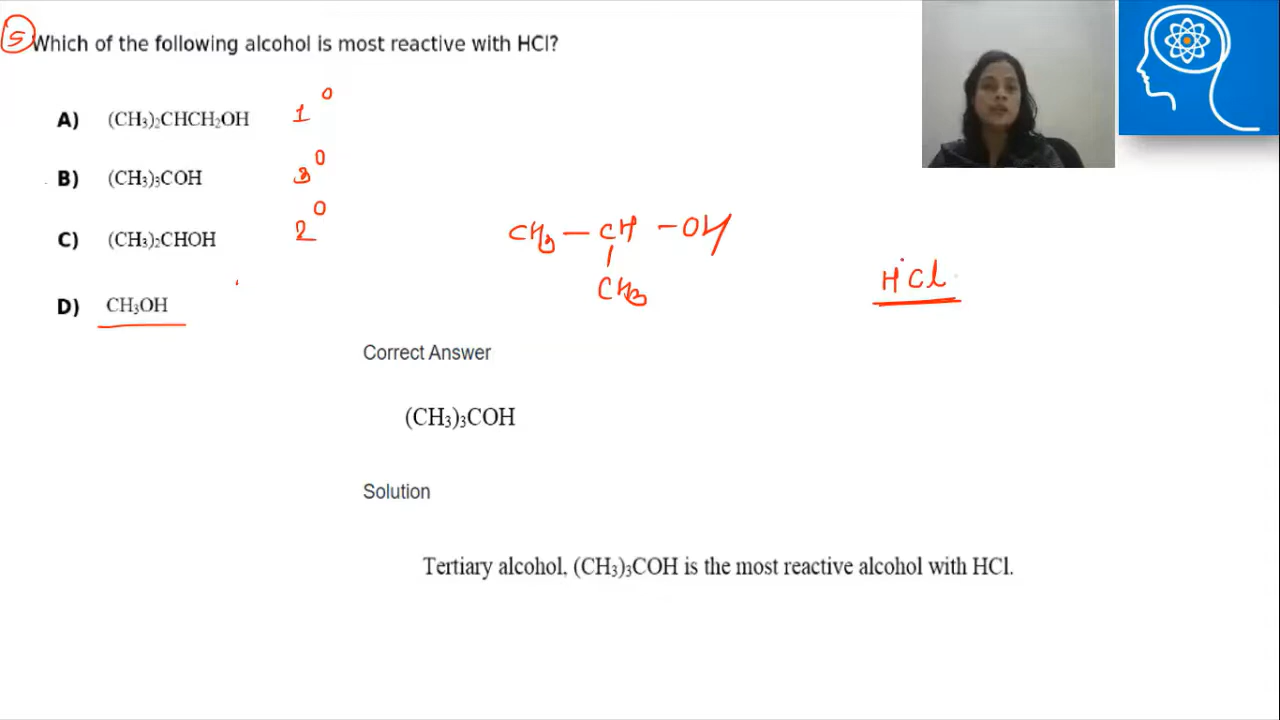 5 Which of the following alcohol is most reactive with HCl?
A) (CH₃)₂CHCH₂OH 1°
B) (CH₃)₃COH 3°
C) (CH₃)₂CHOH 2°
CH₃ — CH — OH
|
CH₃
HCl
D) CH₃OH
Correct Answer
(CH₃)₃COH
Solution
Tertiary alcohol, (CH₃)₃COH is the most reactive alcohol with HCl.